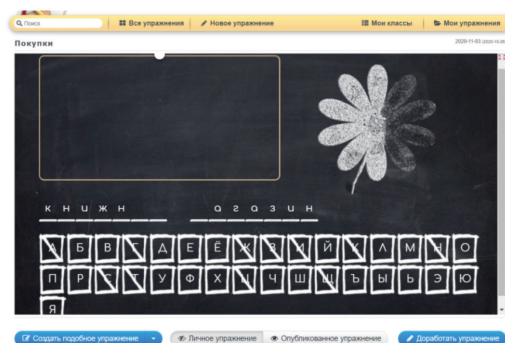 Поиск Все упражнения Новое упражнение Мои классы Мои упражнения
Покупки
к н и ж н а г а з и н
А Б В Г Д Е Ё Ж З И Й К Л М Н О
П Р С Т У Ф Х Ц Ч Ш Щ Ъ Ы Ь Э Ю
Я
Создать подобное упражнение Личное упражнение Опубликованное упражнение Доработать упражнение